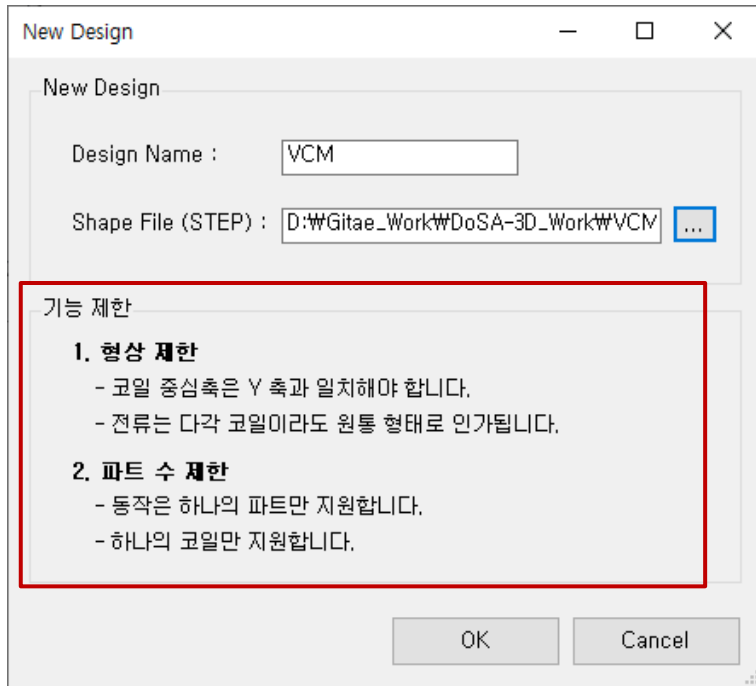 New Design
New Design
Design Name :
VCM
Shape File (STEP) :
D:₩Gitae_Work₩DoSA-3D_Work₩VCM
...
기능 제한
1. 형상 제한
- 코일 중심축은 Y 축과 일치해야 합니다.
- 전류는 다각 코일이라도 원통 형태로 인가됩니다.
2. 파트 수 제한
- 동작은 하나의 파트만 지원합니다.
- 하나의 코일만 지원합니다.
OK
Cancel